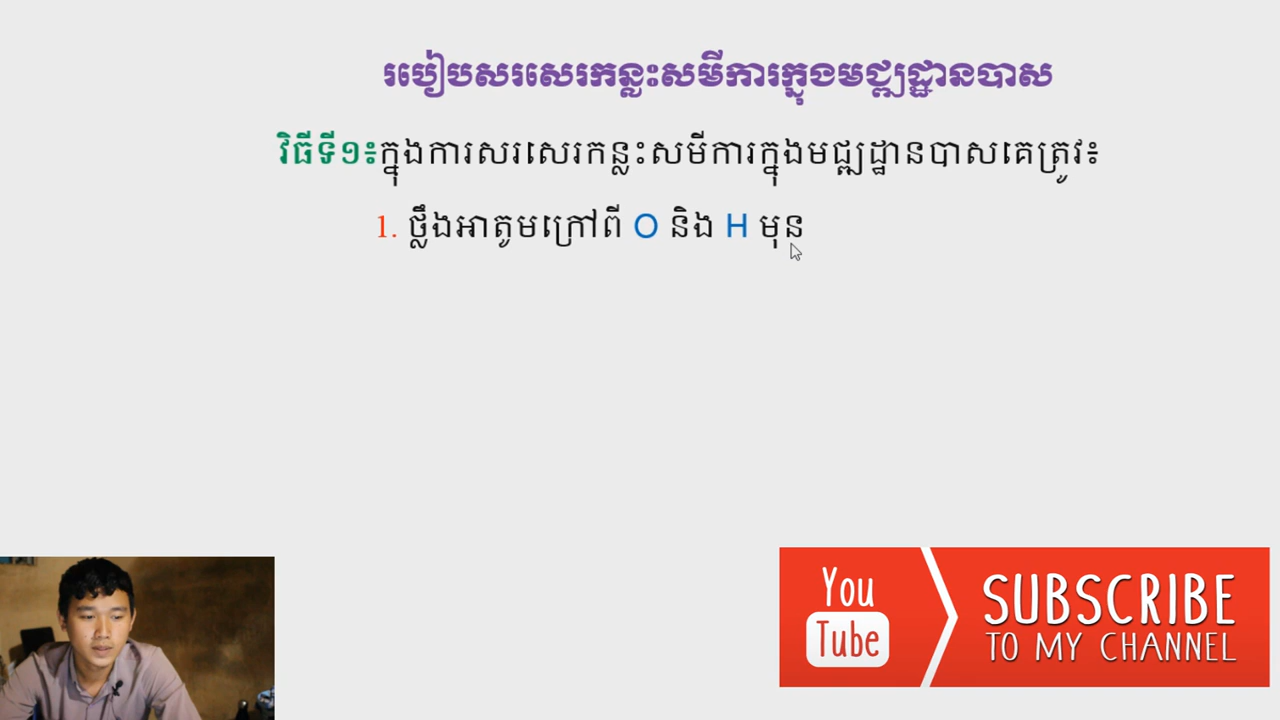 របៀបសរសេរកន្លះសមីការក្នុងមជ្ឈដ្ឋានបាស
វិធីទី១៖ក្នុងការសរសេរកន្លះសមីការក្នុងមជ្ឈដ្ឋានបាសគេត្រូវ៖
1. ថ្លឹងអាតូមក្រៅពី O និង H មុន
You
Tube
SUBSCRIBE
TO MY CHANNEL